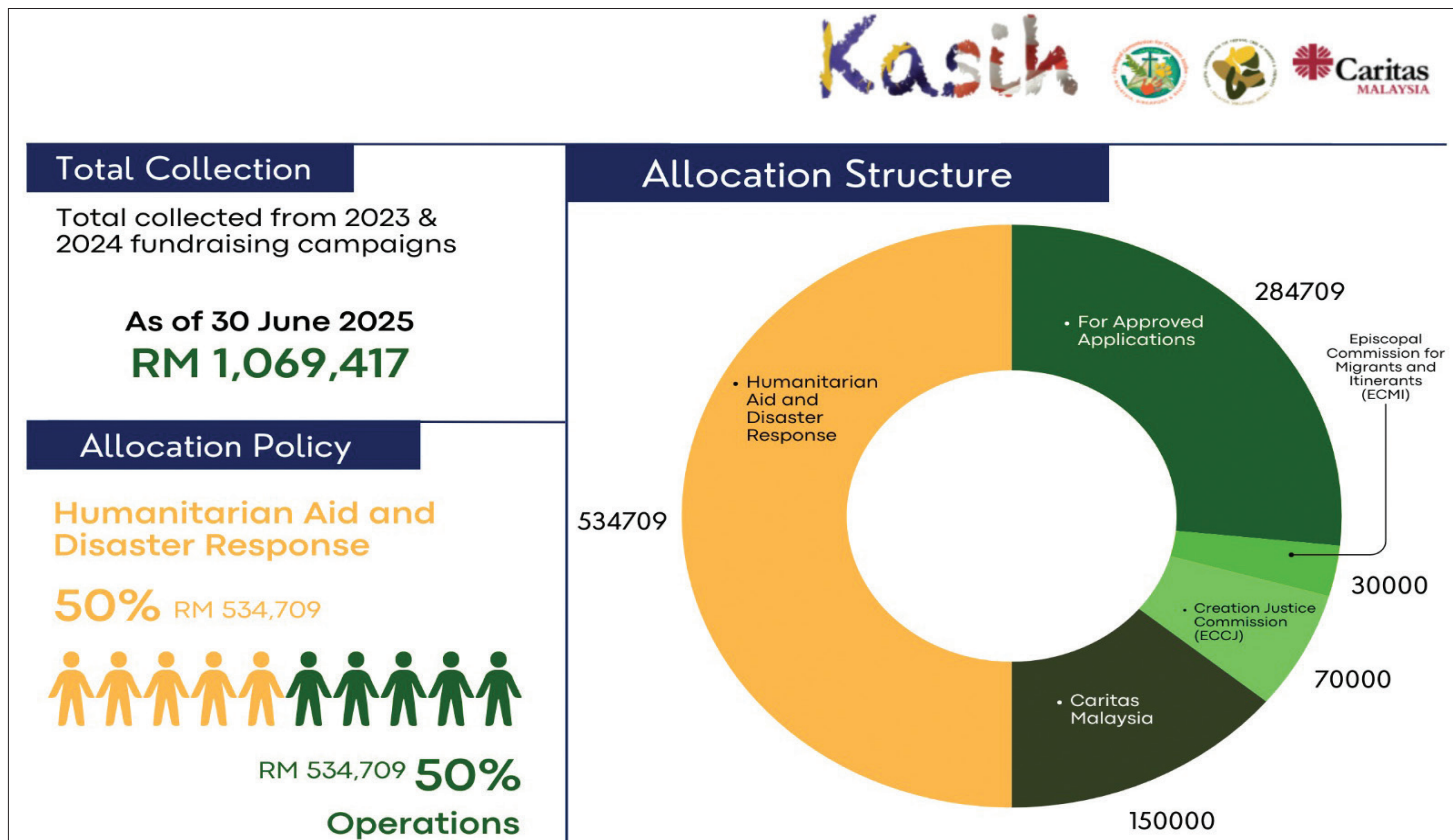 Kasih
Caritas
MALAYSIA
Total Collection
Total collected from 2023 &
2024 fundraising campaigns
As of 30 June 2025
RM 1,069,417
Allocation Policy
Humanitarian Aid and
Disaster Response
50% RM 534,709
RM 534,709 50%
Operations
Allocation Structure
284709
• For Approved
Applications
Episcopal
Commission for
Migrants and
Itinerants
(ECMI)
• Humanitarian
Aid and
Disaster
Response
534709
30000
• Creation Justice
Commission
(ECCJ)
70000
• Caritas
Malaysia
150000